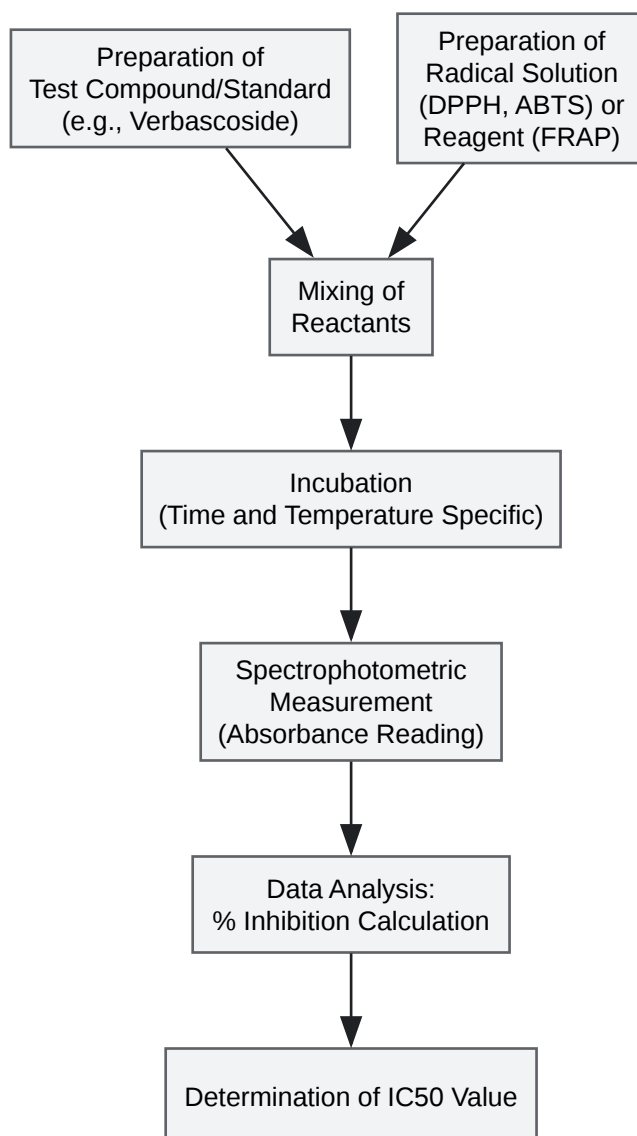 Preparation of
Test Compound/Standard
(e.g., Verbascoside)
Preparation of
Radical Solution
(DPPH, ABTS) or
Reagent (FRAP)
Mixing of
Reactants
Incubation
(Time and Temperature Specific)
Spectrophotometric
Measurement
(Absorbance Reading)
Data Analysis:
% Inhibition Calculation
Determination of IC50 Value